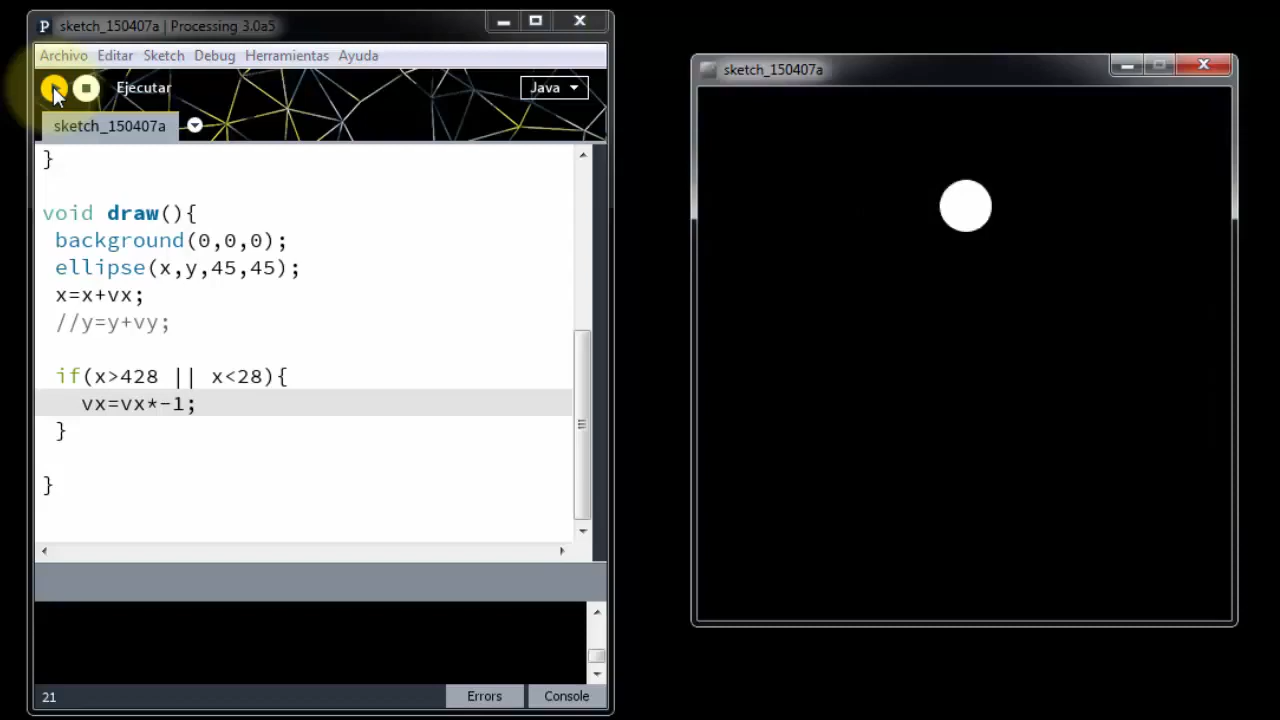 sketch_150407a | Processing 3.0a5
Archivo Editar Sketch Debug Herramientas Ayuda
Ejecutar
Java
sketch_150407a
}
void draw(){
background(0,0,0);
ellipse(x,y,45,45);
x=x+vx;
//y=y+vy;
if(x>428 || x<28){
vx=vx*-1;
}
}
21
Errors
Console
sketch_150407a